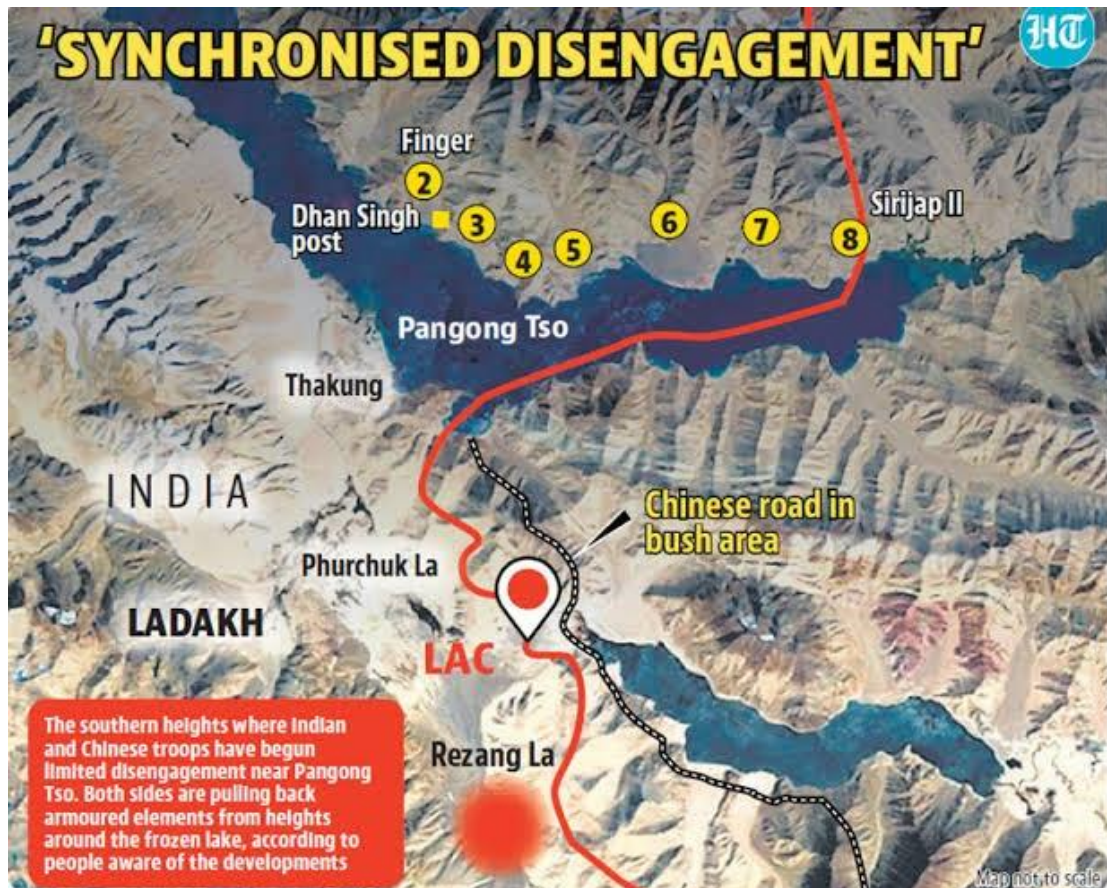 'SYNCHRONISED DISENGAGEMENT'
HT
Finger
2
Dhan Singh
post
3
4
5
6
7
8
Sirijap II
Pangong Tso
Thakung
INDIA
Chinese road in
bush area
Phurchuk La
LADAKH
LAC
Rezang La
The southern heights where Indian
and Chinese troops have begun
limited disengagement near Pangong
Tso. Both sides are pulling back
armoured elements from heights
around the frozen lake, according to
people aware of the developments
Map not to scale